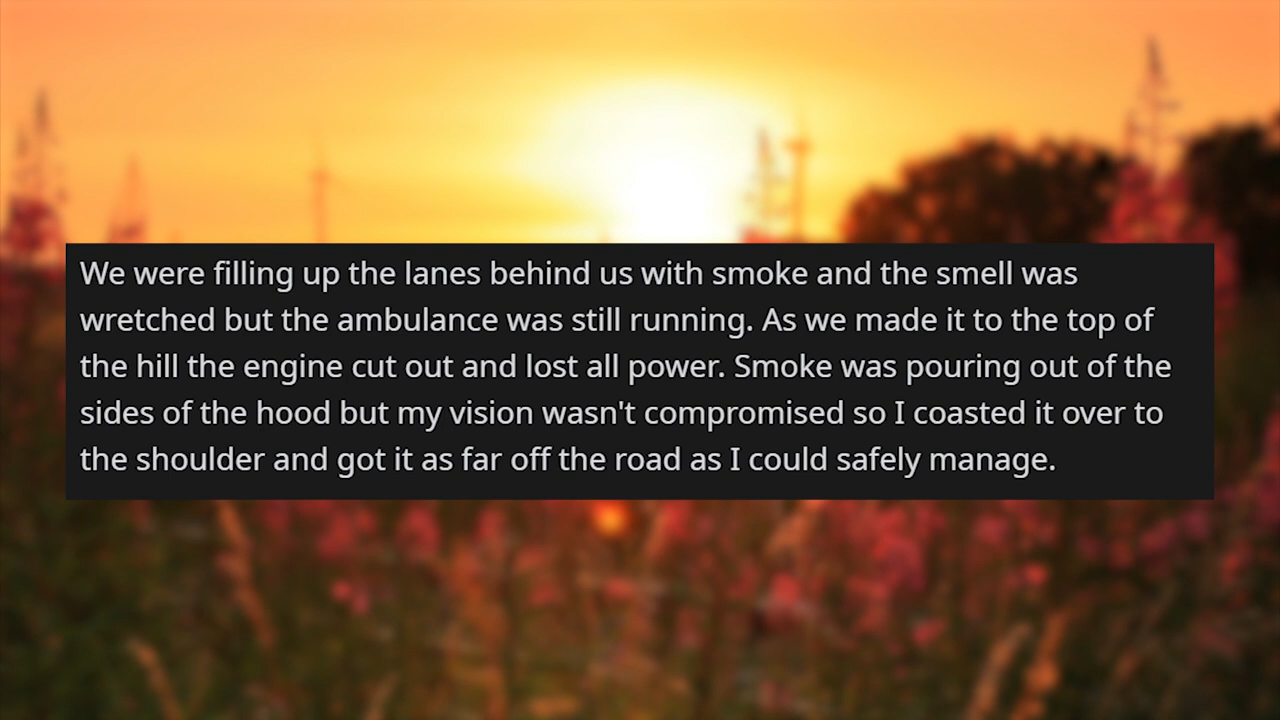 We were filling up the lanes behind us with smoke and the smell was
wretched but the ambulance was still running. As we made it to the top of
the hill the engine cut out and lost all power. Smoke was pouring out of the
sides of the hood but my vision wasn't compromised so I coasted it over to
the shoulder and got it as far off the road as I could safely manage.